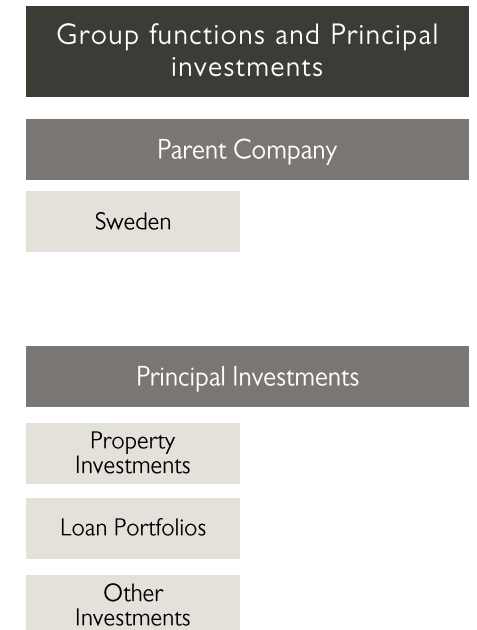 Group functions and Principal
investments
Parent Company
Sweden
Principal Investments
Property
Investments
Loan Portfolios
Other
Investments